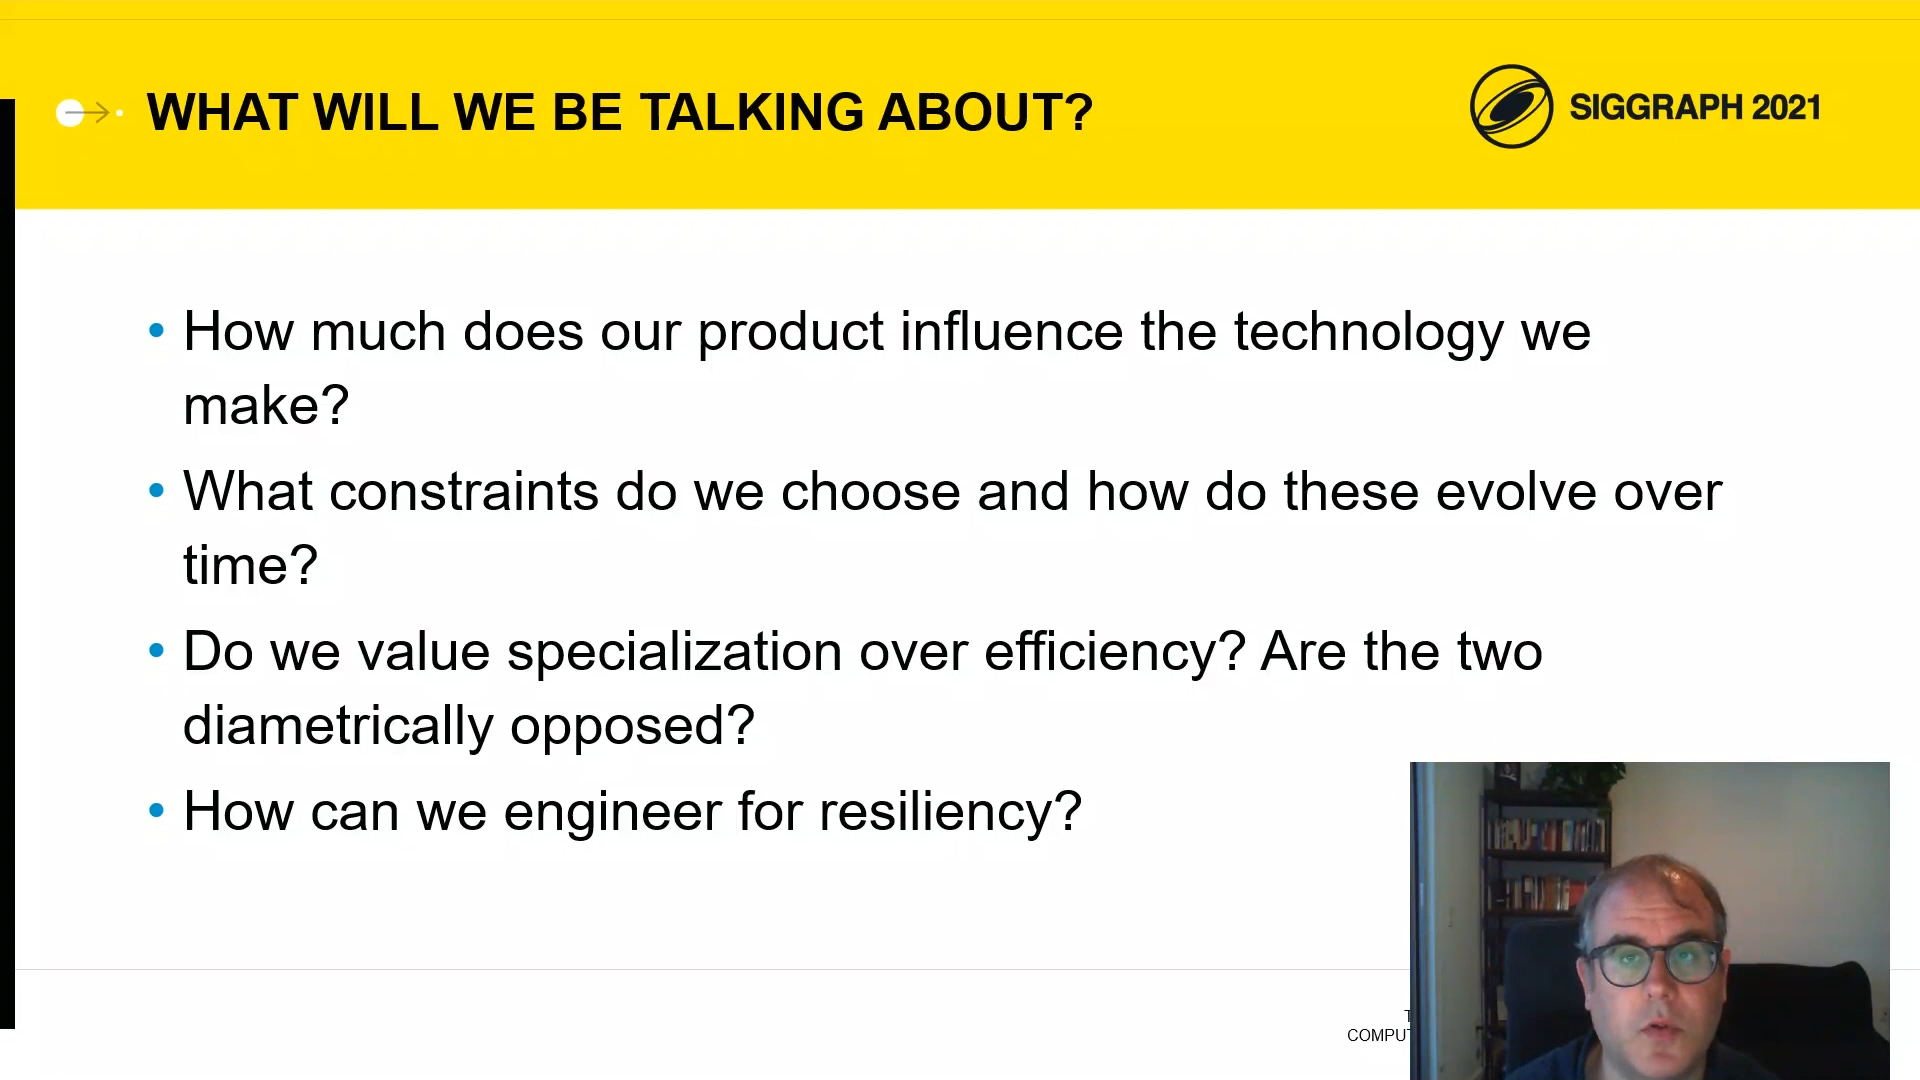 WHAT WILL WE BE TALKING ABOUT?
SIGGRAPH 2021
• How much does our product influence the technology we
make?
• What constraints do we choose and how do these evolve over
time?
• Do we value specialization over efficiency? Are the two
diametrically opposed?
• How can we engineer for resiliency?